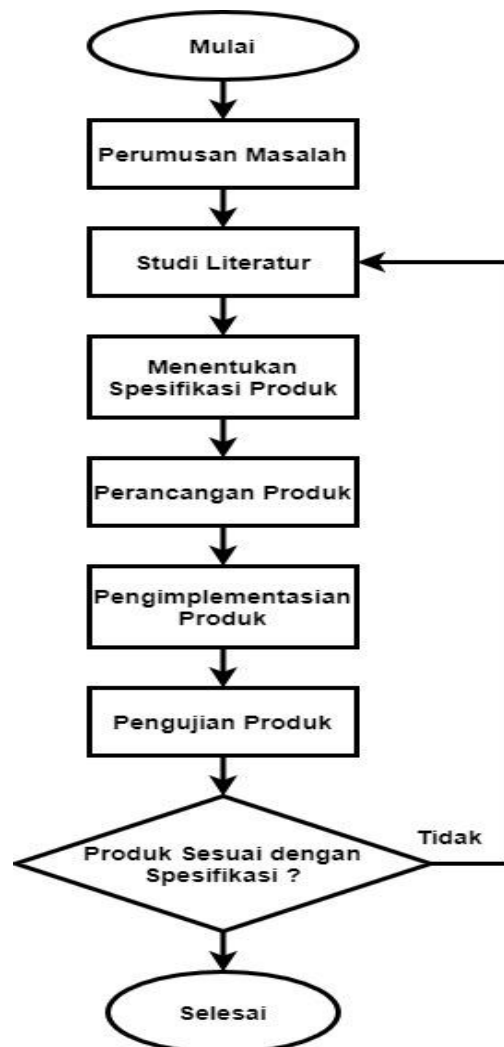 Mulai
Perumusan Masalah
Studi Literatur
Menentukan
Spesifikasi Produk
Perancangan Produk
Pengimplementasian
Produk
Pengujian Produk
Produk Sesuai dengan
Spesifikasi ?
Tidak
Selesai